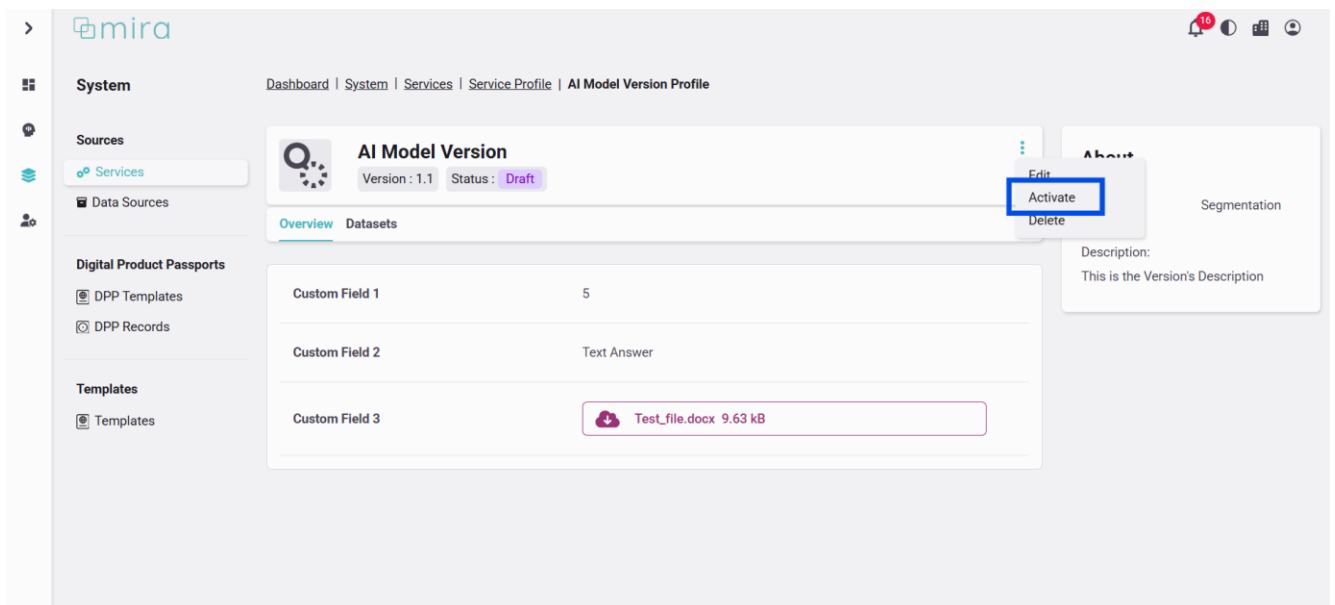 mira
16
System
Dashboard | System | Services | Service Profile | AI Model Version Profile
Sources
Services
Data Sources
Digital Product Passports
DPP Templates
DPP Records
Templates
Templates
AI Model Version
Version : 1.1 Status : Draft
Overview Datasets
Edit
Activate
Delete
Custom Field 1 5
Custom Field 2 Text Answer
Custom Field 3 Test_file.docx 9.63 kB
About
Segmentation
Description:
This is the Version's Description